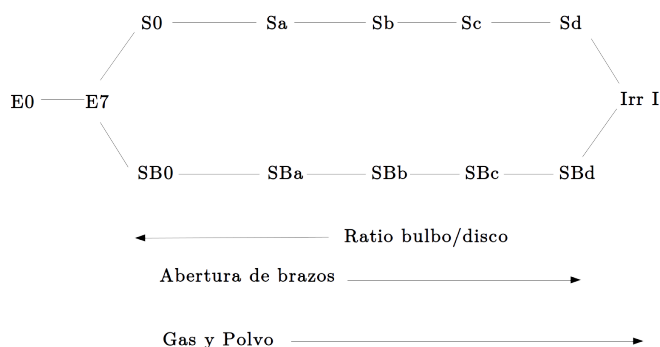 S0 Sa Sb Sc Sd
E0 E7 Irr I
SB0 SBa SBb SBc SBd
Ratio bulbo/disco
Abertura de brazos
Gas y Polvo